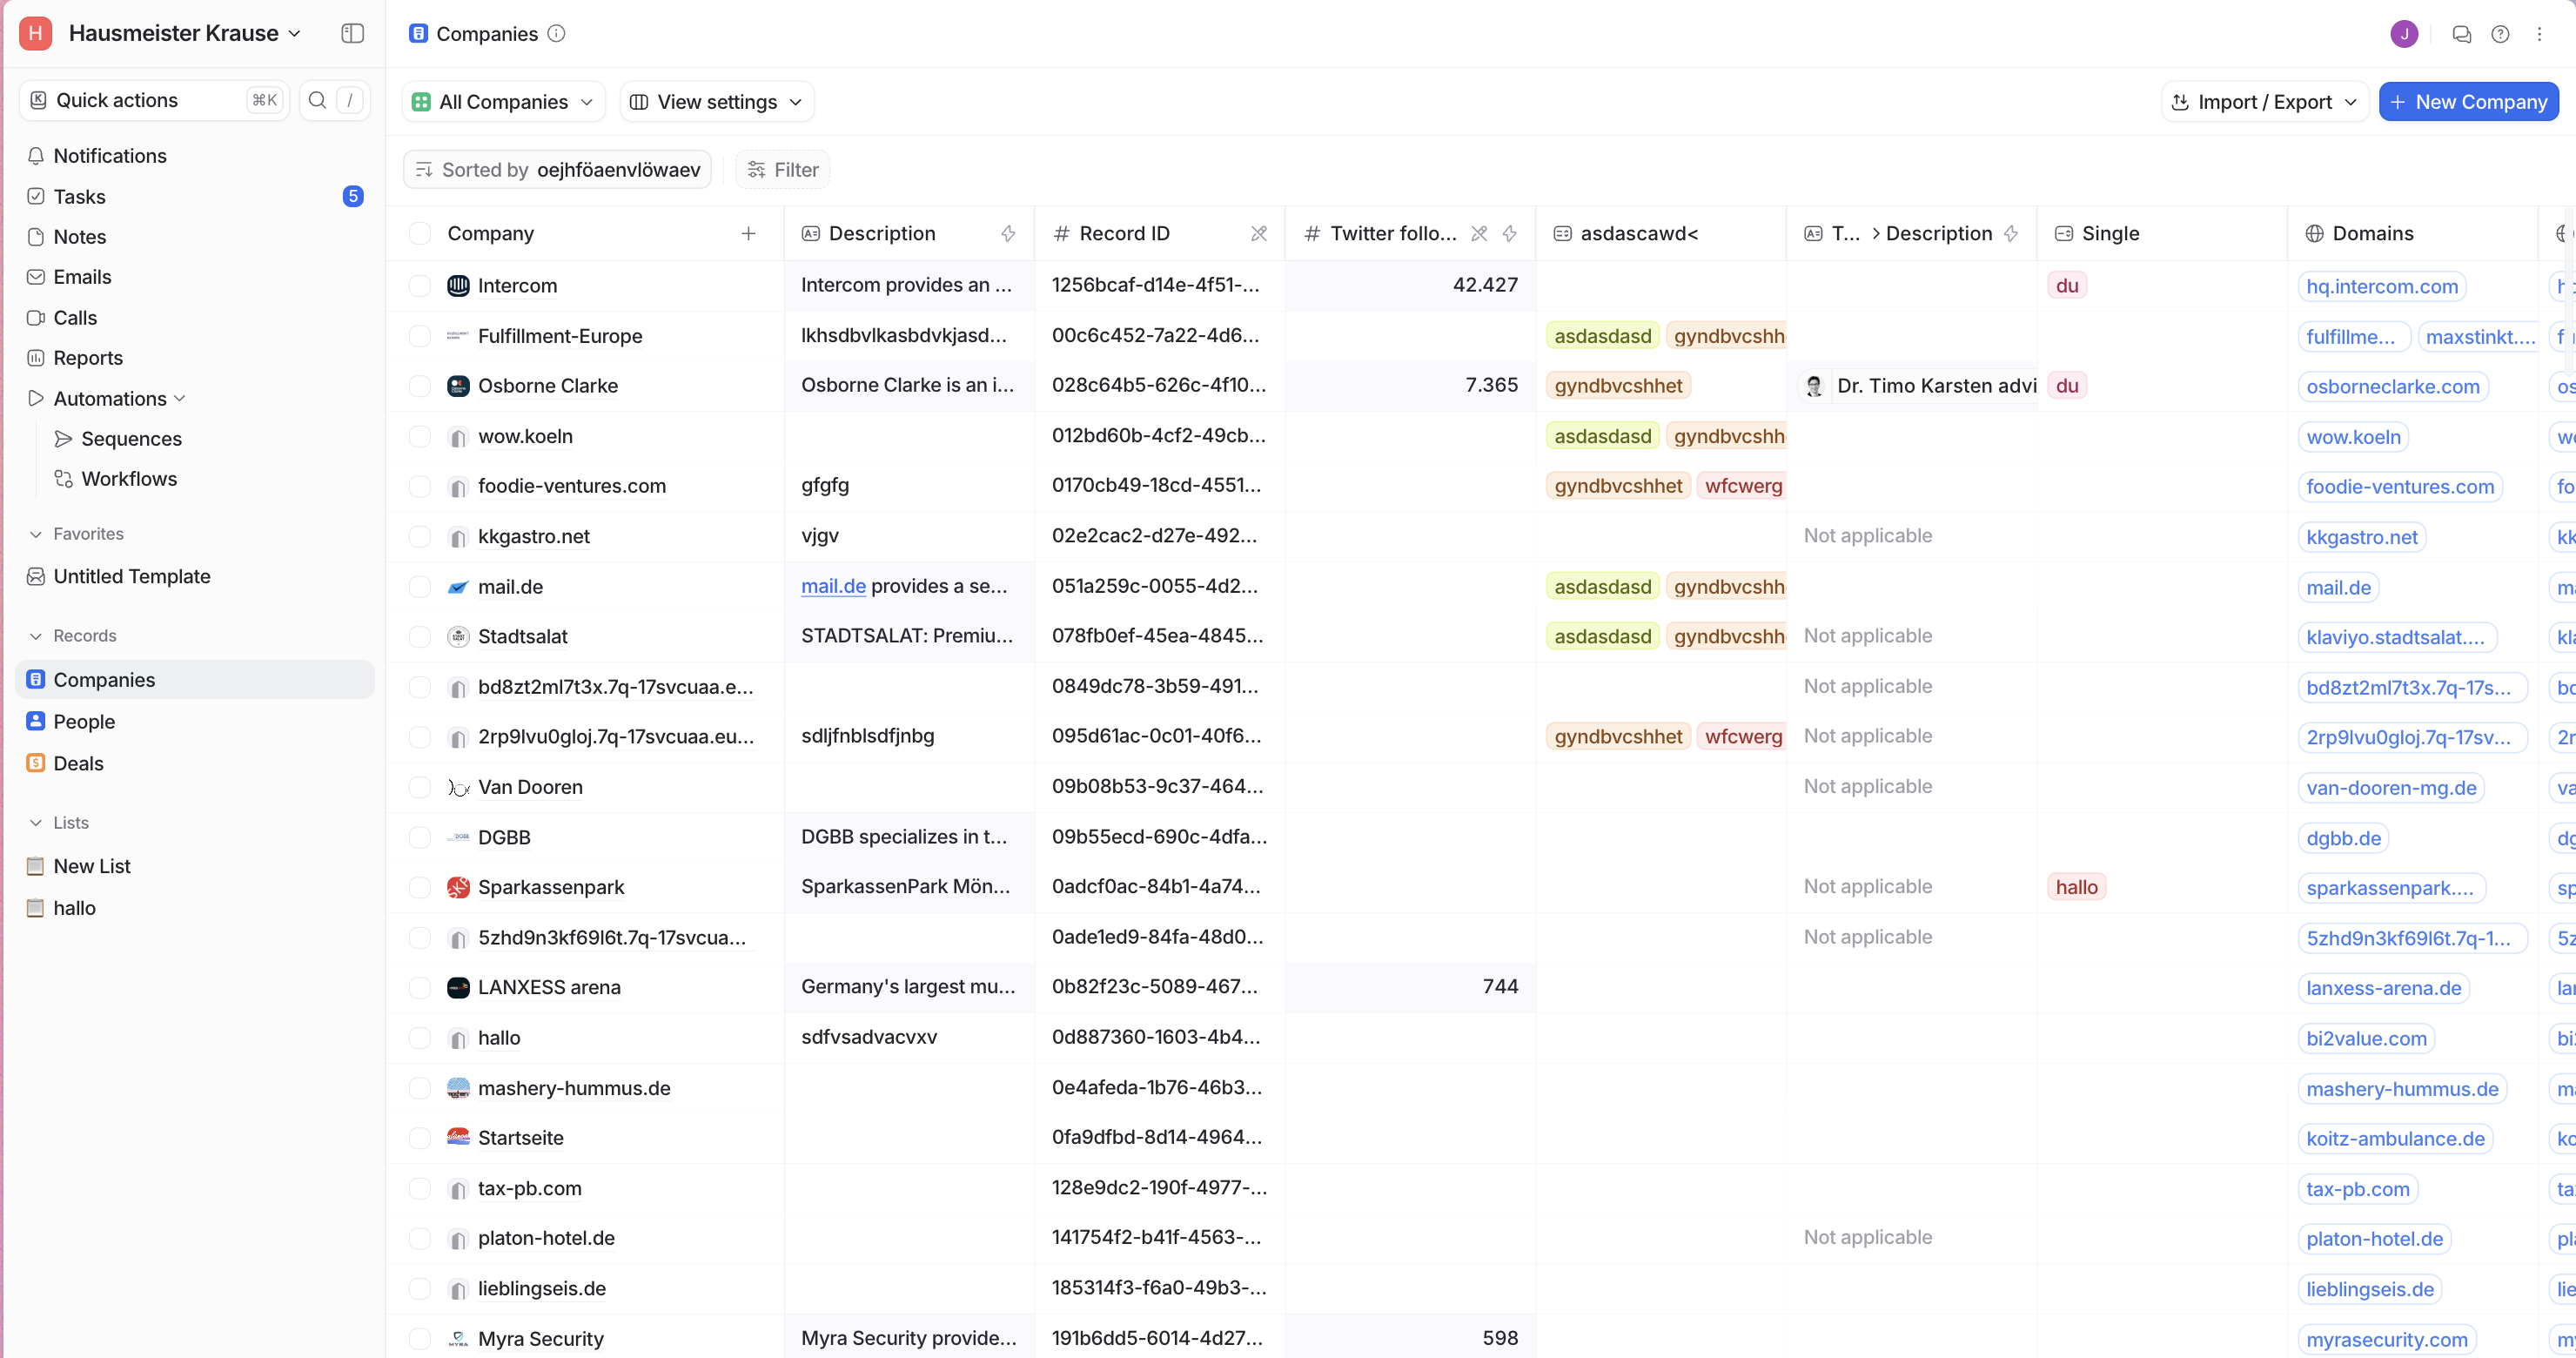 H Hausmeister Krause
Companies
J
Quick actions ⌘K /
All Companies View settings Import / Export + New Company
Notifications
Tasks 5
Notes
Emails
Calls
Reports
Automations
Sequences
Workflows
Favorites
Untitled Template
Records
Companies
People
Deals
Lists
New List
hallo
Sorted by oejhföaenvlöwaev Filter
Company + Description # Record ID # Twitter follo... asdascawd< T... > Description Single Domains
Intercom Intercom provides an ... 1256bcaf-d14e-4f51-... 42.427 du hq.intercom.com
Fulfillment-Europe lkhsdbvlkasbdvkjasd... 00c6c452-7a22-4d6... asdasdasd gyndbvcshh fulfillme... maxstinkt....
Osborne Clarke Osborne Clarke is an i... 028c64b5-626c-4f10... 7.365 gyndbvcshhet Dr. Timo Karsten advi du osborneclarke.com
wow.koeln 012bd60b-4cf2-49cb... asdasdasd gyndbvcshh wow.koeln
foodie-ventures.com gfgfg 0170cb49-18cd-4551... gyndbvcshhet wfcwerg foodie-ventures.com
kkgastro.net vjgv 02e2cac2-d27e-492... Not applicable kkgastro.net
mail.de mail.de provides a se... 051a259c-0055-4d2... asdasdasd gyndbvcshh mail.de
Stadtsalat STADTSALAT: Premiu... 078fb0ef-45ea-4845... asdasdasd gyndbvcshh Not applicable klaviyo.stadtsalat....
bd8zt2ml7t3x.7q-17svcuaa.e... 0849dc78-3b59-491... Not applicable bd8zt2ml7t3x.7q-17s...
2rp9lvu0gloj.7q-17svcuaa.eu... sdljfnblsdfjnbg 095d61ac-0c01-40f6... gyndbvcshhet wfcwerg Not applicable 2rp9lvu0gloj.7q-17sv...
Van Dooren 09b08b53-9c37-464... Not applicable van-dooren-mg.de
DGBB DGBB specializes in t... 09b55ecd-690c-4dfa... dgbb.de
Sparkassenpark SparkassenPark Mön... 0adcf0ac-84b1-4a74... Not applicable hallo sparkassenpark....
5zhd9n3kf69l6t.7q-17svcua... 0ade1ed9-84fa-48d0... Not applicable 5zhd9n3kf69l6t.7q-1...
LANXESS arena Germany's largest mu... 0b82f23c-5089-467... 744 lanxess-arena.de
hallo sdfvsadvacvxv 0d887360-1603-4b4... bi2value.com
mashery-hummus.de 0e4afeda-1b76-46b3... mashery-hummus.de
Startseite 0fa9dfbd-8d14-4964... koitz-ambulance.de
tax-pb.com 128e9dc2-190f-4977-... tax-pb.com
platon-hotel.de 141754f2-b41f-4563-... Not applicable platon-hotel.de
lieblingseis.de 185314f3-f6a0-49b3-... lieblingseis.de
Myra Security Myra Security provide... 191b6dd5-6014-4d27... 598 myrasecurity.com